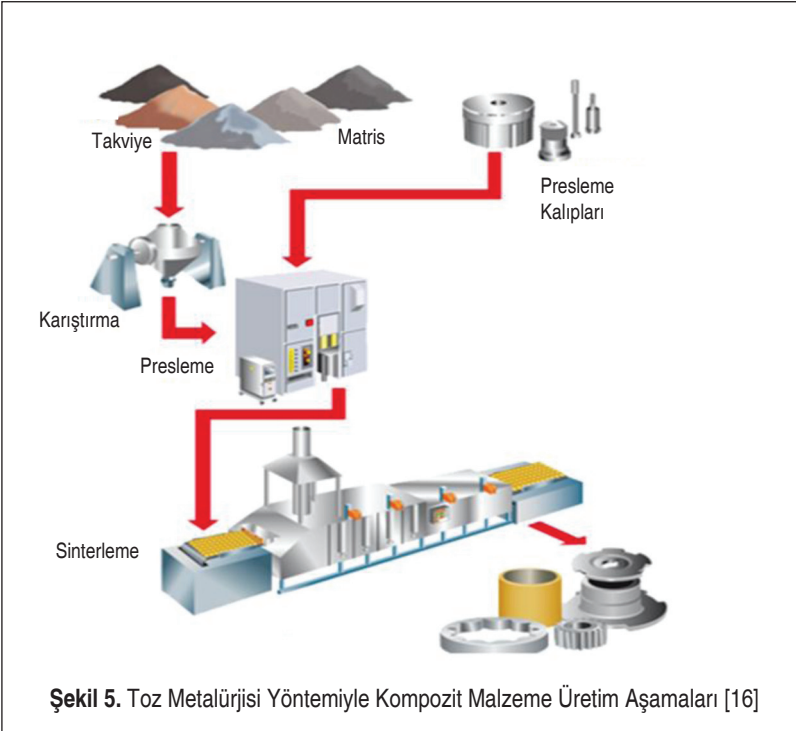 Takviye
Matris
Presleme
Kalıpları
Karıştırma
Presleme
Sinterleme
Şekil 5. Toz Metalürjisi Yöntemiyle Kompozit Malzeme Üretim Aşamaları [16]